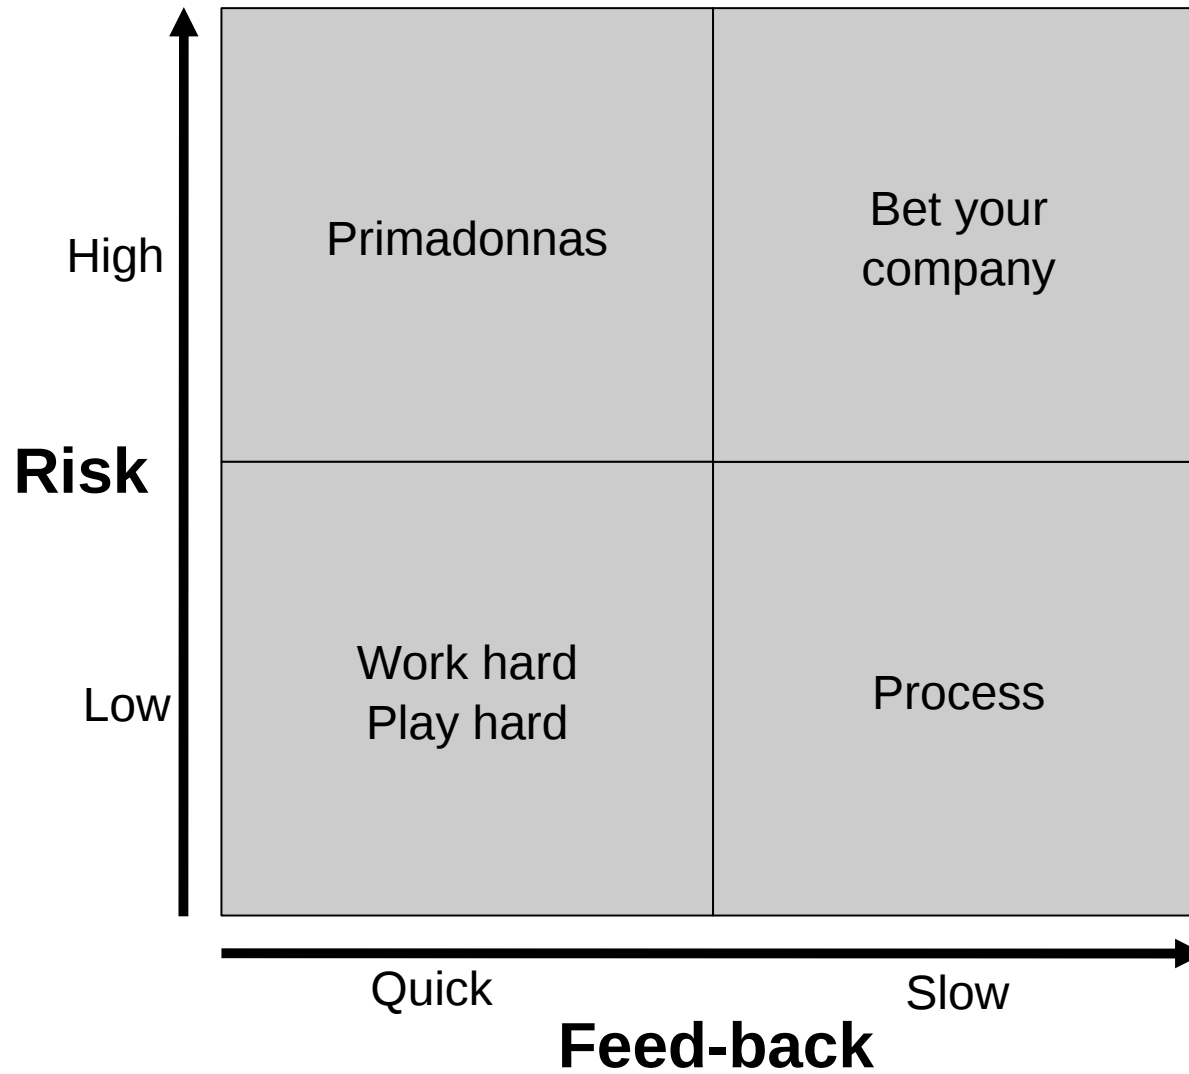 Primadonnas
Bet your
company
High
Risk
Work hard
Play hard
Process
Low
Quick
Slow
Feed-back